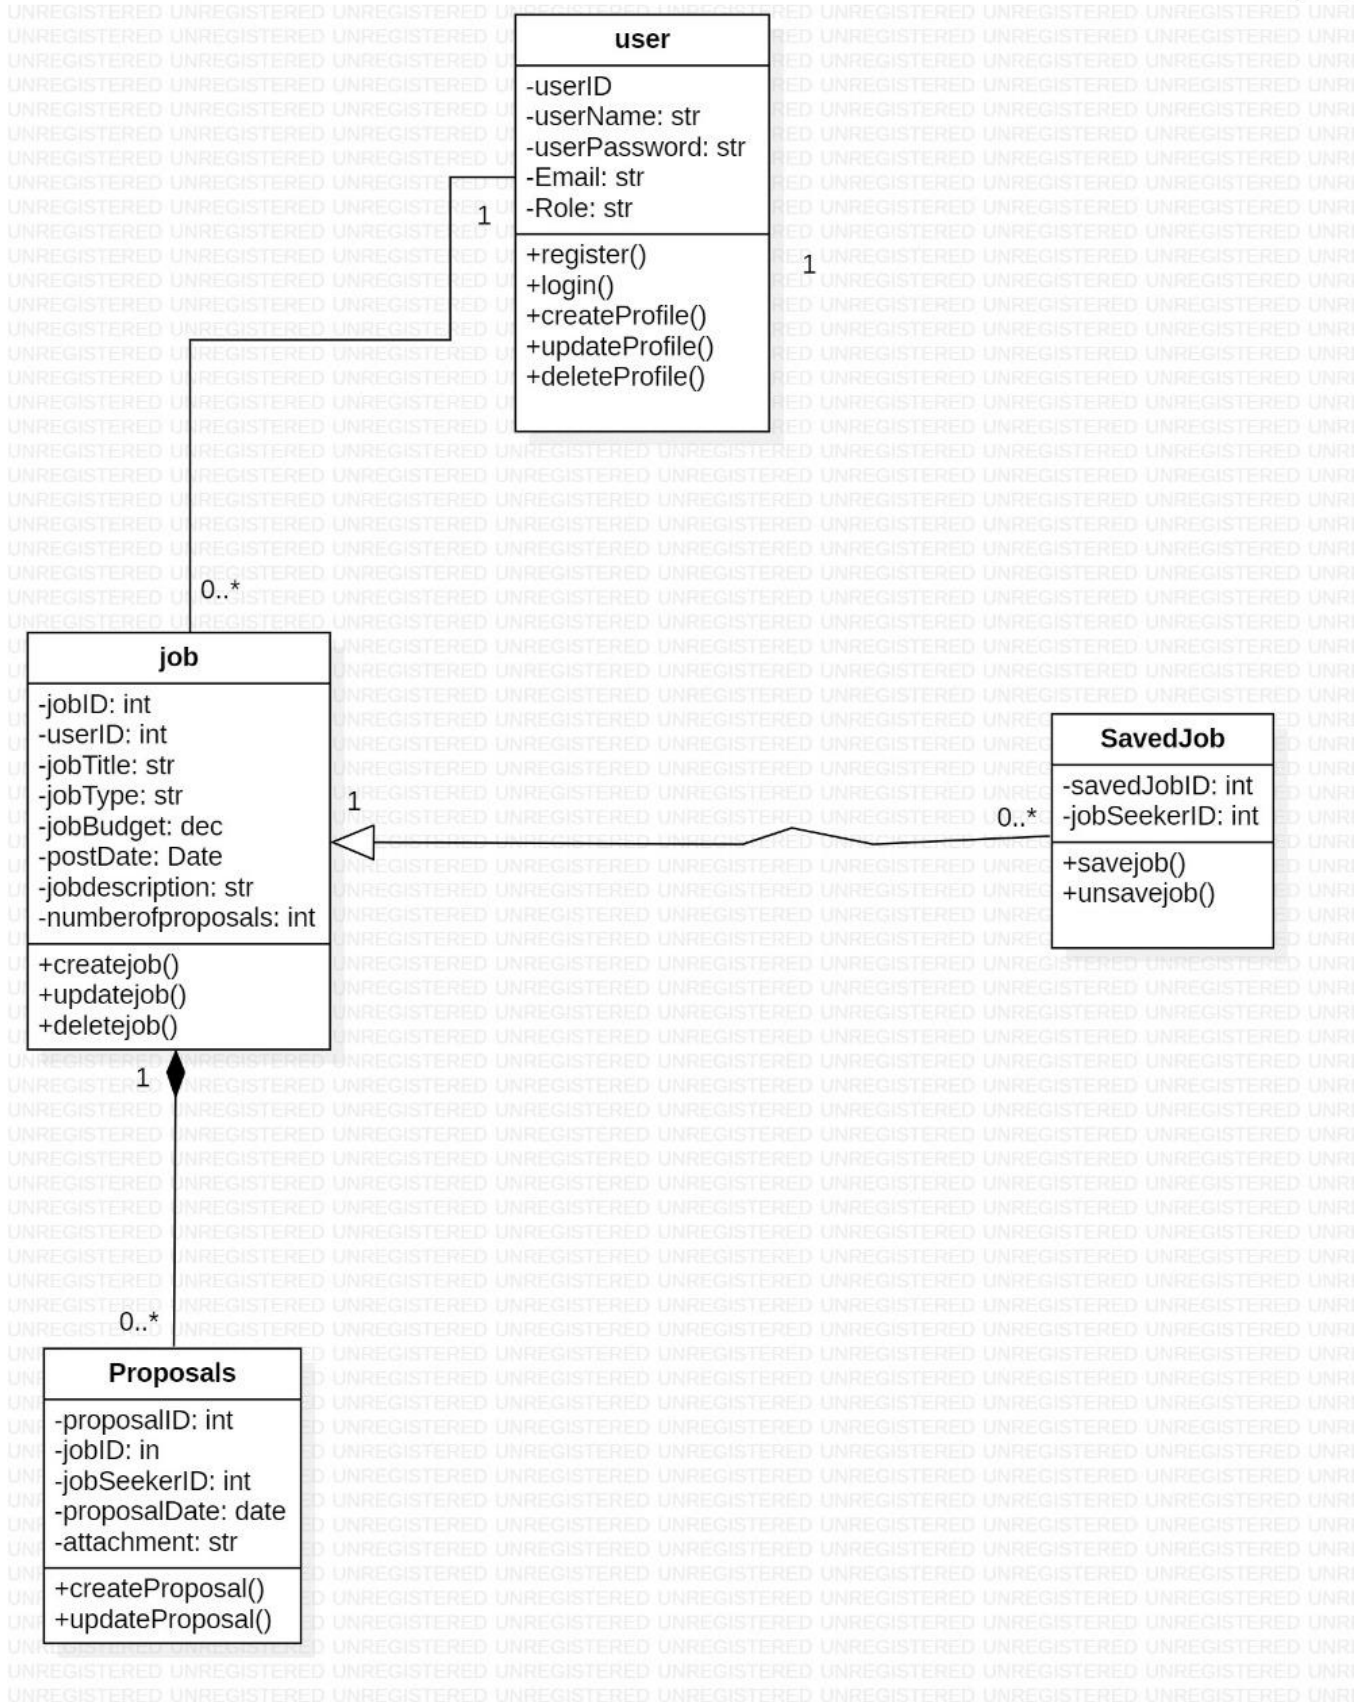 user
-userID
-userName: str
-userPassword: str
-Email: str
-Role: str
+register()
+login()
+createProfile()
+updateProfile()
+deleteProfile()
1
1
0..*
job
-jobID: int
-userID: int
-jobTitle: str
-jobType: str
-jobBudget: dec
-postDate: Date
-jobdescription: str
-numberofproposals: int
+createjob()
+updatejob()
+deletejob()
1
0..*
SavedJob
-savedJobID: int
-jobSeekerID: int
+savejob()
+unsavejob()
1
0..*
Proposals
-proposalID: int
-jobID: in
-jobSeekerID: int
-proposalDate: date
-attachment: str
+createProposal()
+updateProposal()
UNREGISTERED